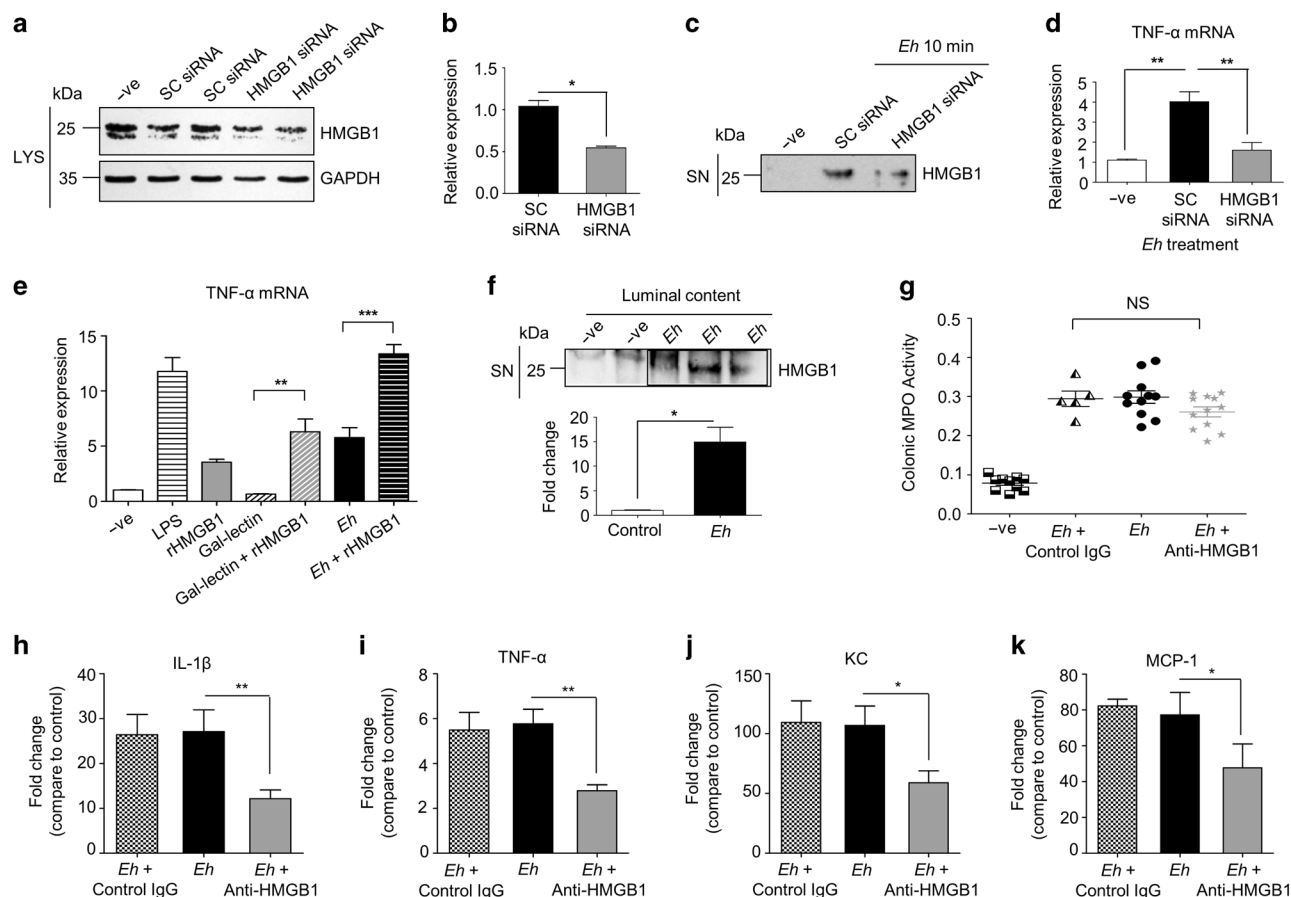 a
kDa
–ve
SC siRNA
SC siRNA
HMGB1 siRNA
HMGB1 siRNA
LYS
25
HMGB1
35
GAPDH
b
Relative expression
1.0
0.5
0.0
*
SC
siRNA
HMGB1
siRNA
c
Eh 10 min
kDa
–ve
SC siRNA
HMGB1 siRNA
SN
25
HMGB1
d
TNF-α mRNA
Relative expression
5
4
3
2
1
0
**
**
–ve
SC
siRNA
HMGB1
siRNA
Eh treatment
e
TNF-α mRNA
Relative expression
15
10
5
0
**
***
–ve
LPS
rHMGB1
Gal-lectin
Gal-lectin + rHMGB1
Eh
Eh + rHMGB1
f
Luminal content
kDa
–ve
–ve
Eh
Eh
Eh
SN
25
HMGB1
Fold change
20
15
10
5
0
*
Control
Eh
g
Colonic MPO Activity
0.5
0.4
0.3
0.2
0.1
0.0
NS
–ve
Eh +
Control IgG
Eh
Eh +
Anti-HMGB1
h
IL-1β
Fold change
(compare to control)
40
30
20
10
0
**
Eh +
Control IgG
Eh
Eh +
Anti-HMGB1
i
TNF-α
Fold change
(compare to control)
8
6
4
2
0
**
Eh +
Control IgG
Eh
Eh +
Anti-HMGB1
j
KC
Fold change
(compare to control)
150
100
50
0
*
Eh +
Control IgG
Eh
Eh +
Anti-HMGB1
k
MCP-1
Fold change
(compare to control)
80
60
80
40
20
0
*
Eh +
Control IgG
Eh
Eh +
Anti-HMGB1